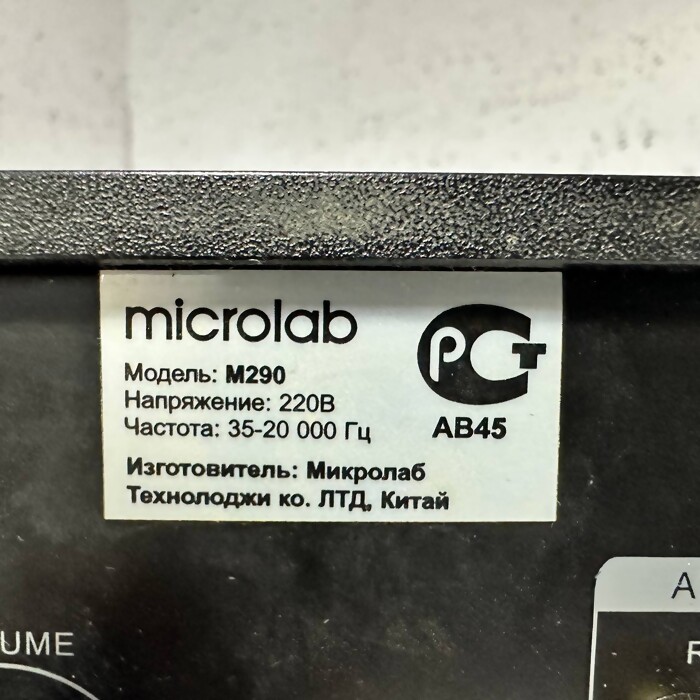 microlab
Модель: M290
Напряжение: 220В
Частота: 35-20 000 Гц
Изготовитель: Микролаб
Технолоджи ко. ЛТД, Китай
РСТ
АВ45
UME
A
R